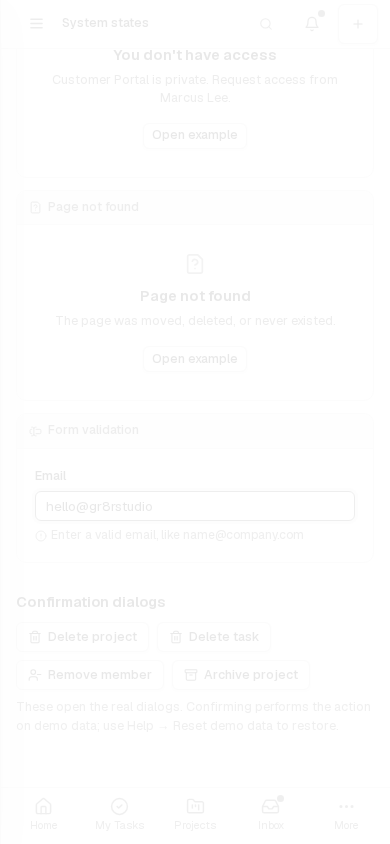 System states
You don't have access
Customer Portal is private. Request access from
Marcus Lee.
Open example
Page not found
Page not found
The page was moved, deleted, or never existed.
Open example
Form validation
Email
hello@gr8rstudio
Enter a valid email, like name@company.com
Confirmation dialogs
Delete project
Delete task
Remove member
Archive project
These open the real dialogs. Confirming performs the action
on demo data; use Help → Reset demo data to restore.
Home
My Tasks
Projects
Inbox
More